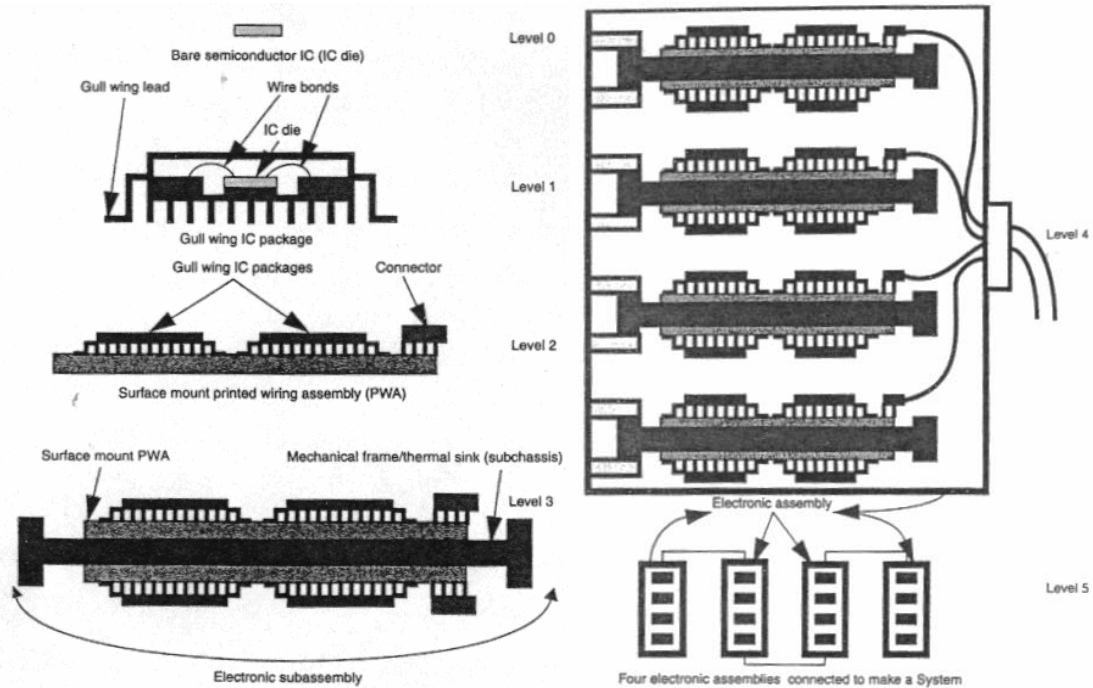 Level 0
Bare semiconductor IC (IC die)
Gull wing lead
Wire bonds
IC die
Level 1
Gull wing IC package
Gull wing IC packages
Connector
Level 2
Surface mount printed wiring assembly (PWA)
Surface mount PWA
Mechanical frame/thermal sink (subchassis)
Level 3
Electronic subassembly
Level 4
Electronic assembly
Level 5
Four electronic assemblies connected to make a System